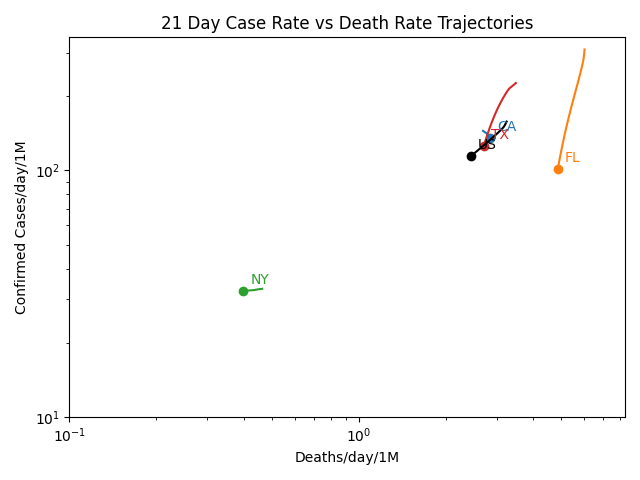 21 Day Case Rate vs Death Rate Trajectories
Confirmed Cases/day/1M
10²
10¹
CA
TX
US
FL
NY
10⁻¹
10⁰
Deaths/day/1M